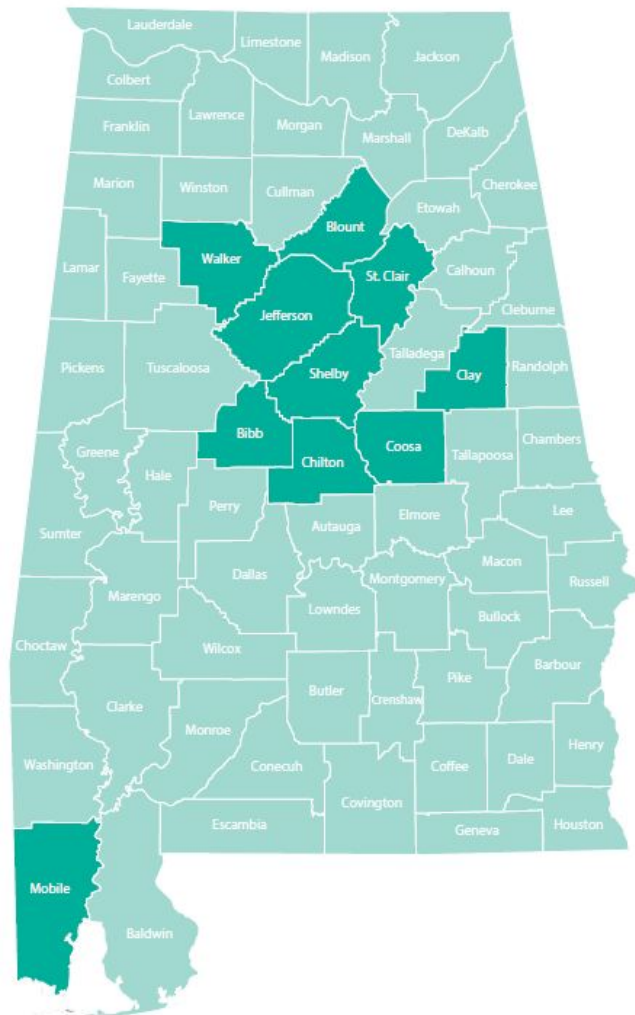 Lauderdale
Limestone
Madison
Jackson
Colbert
Lawrence
Franklin
Morgan
Marshall
DeKalb
Marion
Winston
Cullman
Cherokee
Etowah
Blount
Walker
St. Clair
Calhoun
Lamar
Fayette
Jefferson
Cleburne
Talladega
Pickens
Tuscaloosa
Shelby
Clay
Randolph
Bibb
Greene
Chilton
Coosa
Chambers
Tallapoosa
Hale
Perry
Lee
Elmore
Autauga
Sumter
Macon
Dallas
Montgomery
Russell
Marengo
Lowndes
Bullock
Choctaw
Wilcox
Barbour
Pike
Butler
Crenshaw
Clarke
Monroe
Henry
Washington
Conecuh
Coffee
Dale
Covington
Escambia
Geneva
Houston
Mobile
Baldwin